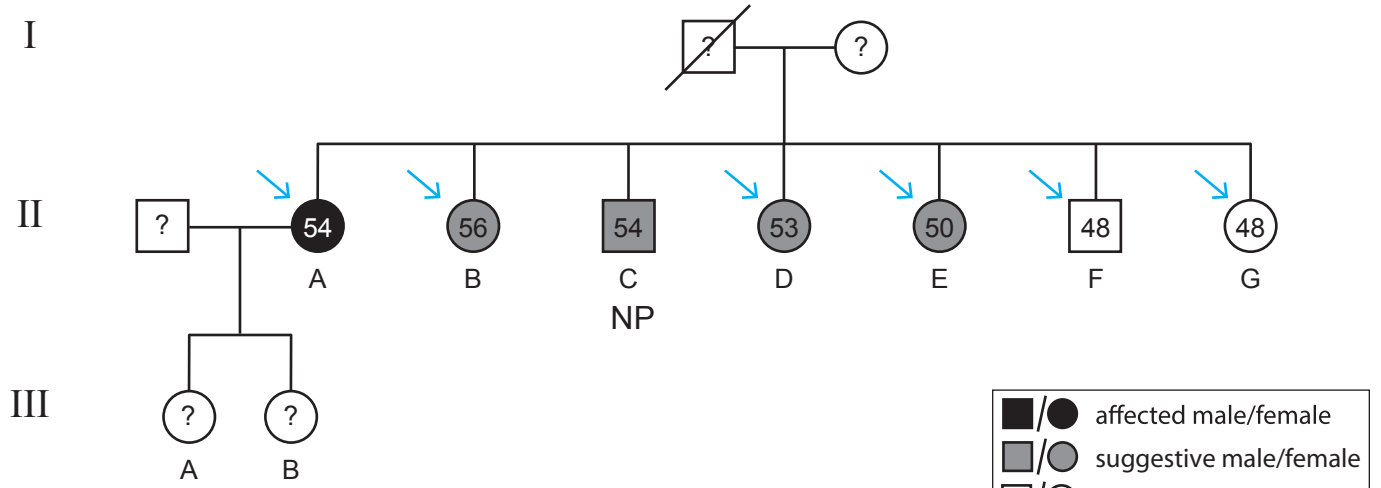 I
? ?
II
? 54 56 54 53 50 48 48
A B C D E F G
NP
III
? ?
A B
affected male/female
suggestive male/female